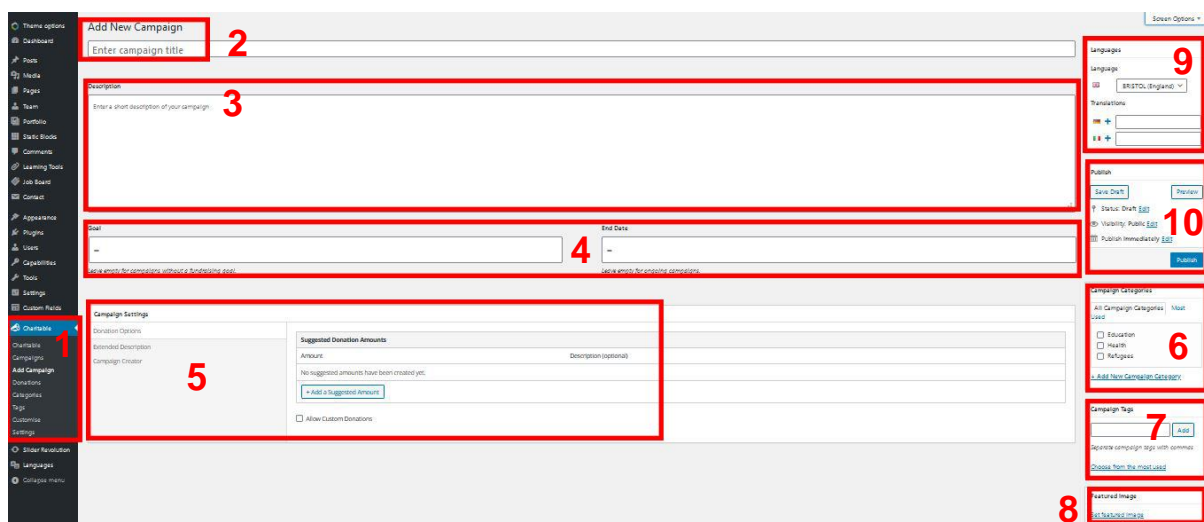 Theme options
Dashboard
Posts
Media
Pages
Team
Portfolio
Static Blocks
Comments
Learning Tools
Job Board
Contact
Appearance
Plugins
Users
Capabilities
Tools
Settings
Custom Fields
Charitable
1
Charitable
Campaigns
Add Campaign
Donations
Categories
Tags
Customise
Settings
Slider Revolution
Languages
Collapse menu
Screen Options
Add New Campaign
Enter campaign title
2
Description
Enter a short description of your campaign
3
Goal
–
Leave empty for campaigns without a fundraising goal.
4
End Date
–
Leave empty for ongoing campaigns.
Campaign Settings
Donation Options
Extended Description
Campaign Creator
5
Suggested Donation Amounts
Amount Description (optional)
No suggested amounts have been created yet.
+ Add a Suggested Amount
Allow Custom Donations
Languages
9
Language
BRISTOL (England)
Translations
+
+
Publish
Save Draft Preview
Status: Draft Edit
Visibility: Public Edit
Publish Immediately Edit
10
Publish
Campaign Categories
All Campaign Categories Most
Used
Education
Health
Refugees
6
+ Add New Campaign Category
Campaign Tags
7
Add
Separate campaign tags with commas
Choose from the most used
8
Featured Image
Set featured image